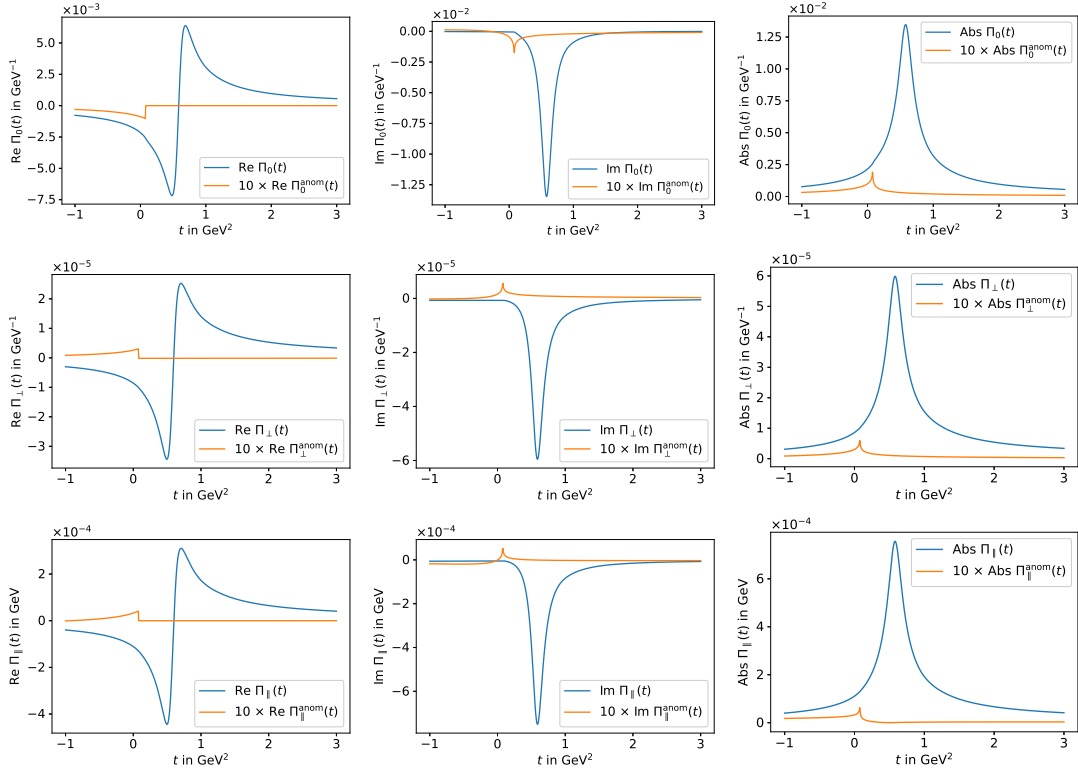 ×10⁻³
5.0
2.5
0.0
−2.5
−5.0
−7.5
Re Π₀(t) in GeV⁻¹
Re Π₀(t)
10 × Re Π₀ᵃⁿᵒᵐ(t)
−1 0 1 2 3
t in GeV²
×10⁻²
0.00
−0.25
−0.50
−0.75
−1.00
−1.25
Im Π₀(t) in GeV⁻¹
Im Π₀(t)
10 × Im Π₀ᵃⁿᵒᵐ(t)
−1 0 1 2 3
t in GeV²
×10⁻²
1.25
1.00
0.75
0.50
0.25
0.00
Abs Π₀(t) in GeV⁻¹
Abs Π₀(t)
10 × Abs Π₀ᵃⁿᵒᵐ(t)
−1 0 1 2 3
t in GeV²
×10⁻⁵
2
1
0
−1
−2
−3
Re Π⊥(t) in GeV⁻¹
Re Π⊥(t)
10 × Re Π⊥ᵃⁿᵒᵐ(t)
−1 0 1 2 3
t in GeV²
×10⁻⁵
0
−2
−4
−6
Im Π⊥(t) in GeV⁻¹
Im Π⊥(t)
10 × Im Π⊥ᵃⁿᵒᵐ(t)
−1 0 1 2 3
t in GeV²
×10⁻⁵
6
5
4
3
2
1
0
Abs Π⊥(t) in GeV⁻¹
Abs Π⊥(t)
10 × Abs Π⊥ᵃⁿᵒᵐ(t)
−1 0 1 2 3
t in GeV²
×10⁻⁴
2
0
−2
−4
Re Π∥(t) in GeV
Re Π∥(t)
10 × Re Π∥ᵃⁿᵒᵐ(t)
−1 0 1 2 3
t in GeV²
×10⁻⁴
0
−2
−4
−6
Im Π∥(t) in GeV
Im Π∥(t)
10 × Im Π∥ᵃⁿᵒᵐ(t)
−1 0 1 2 3
t in GeV²
×10⁻⁴
6
4
2
0
Abs Π∥(t) in GeV
Abs Π∥(t)
10 × Abs Π∥ᵃⁿᵒᵐ(t)
−1 0 1 2 3
t in GeV²